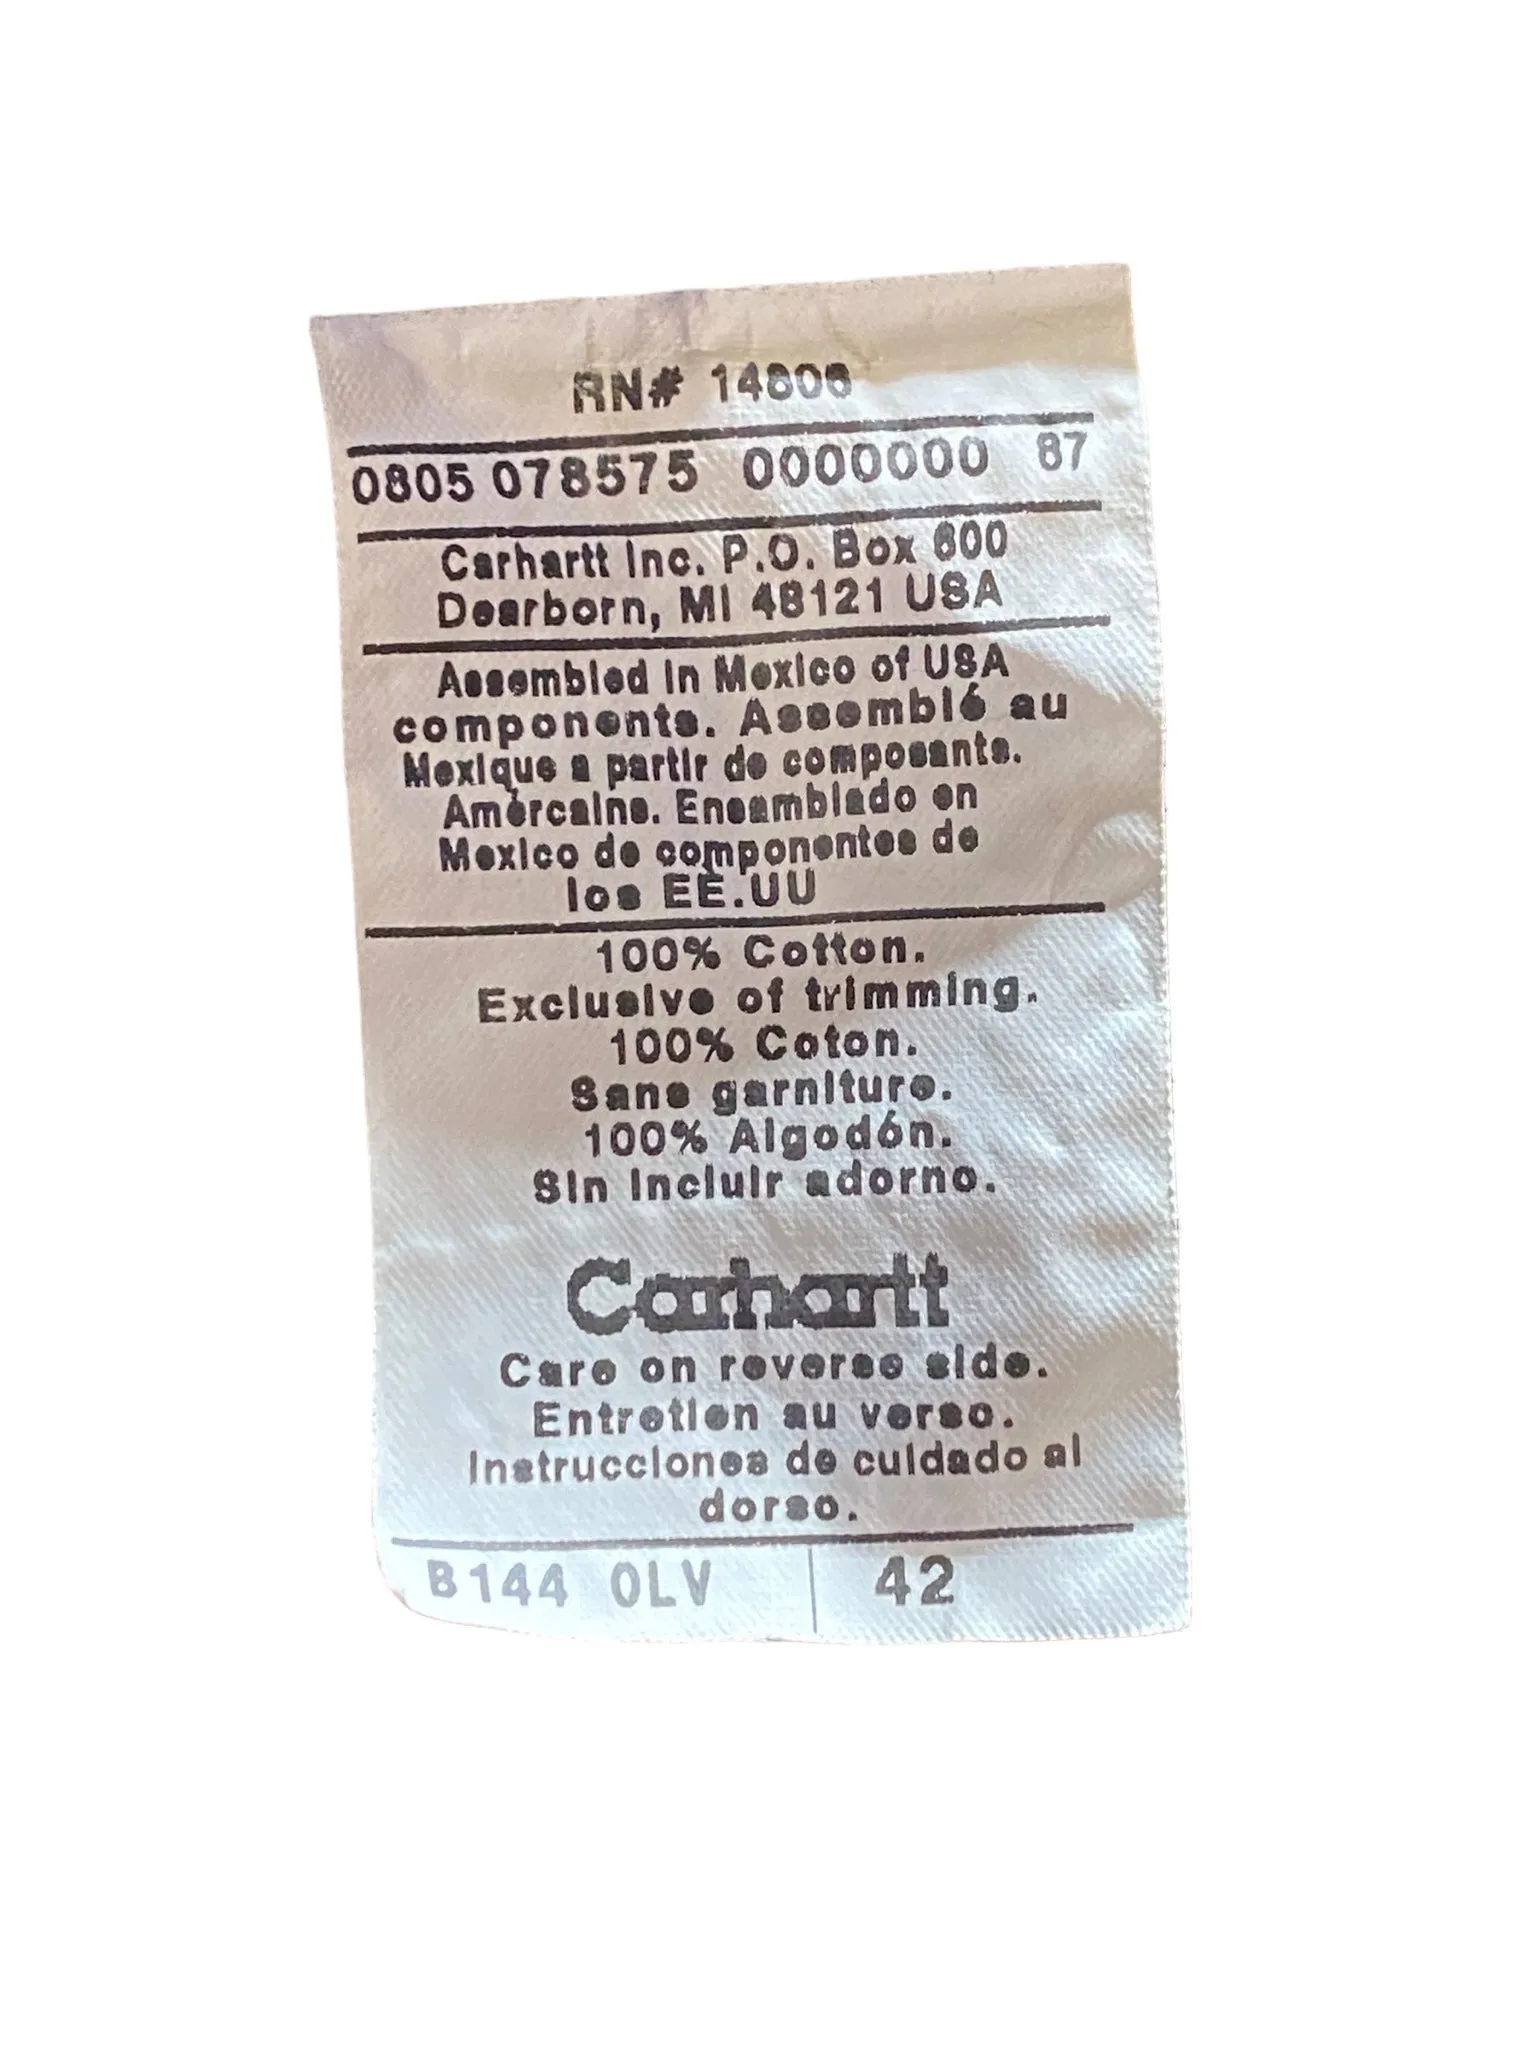 RN# 14806
0805 078575 0000000 87
Carhartt Inc. P.O. Box 600
Dearborn, MI 48121 USA
Assembled in Mexico of USA
components. Assemblé au
Mexique a partir de composants.
Amèrcains. Ensamblado en
Mexico de componentes de
los EE.UU
100% Cotton.
Exclusive of trimming.
100% Coton.
Sans garniture.
100% Algodón.
Sin incluir adorno.
Carhartt
Care on reverse side.
Entretien au verso.
Instrucciones de cuidado al
dorso.
B144 OLV 42